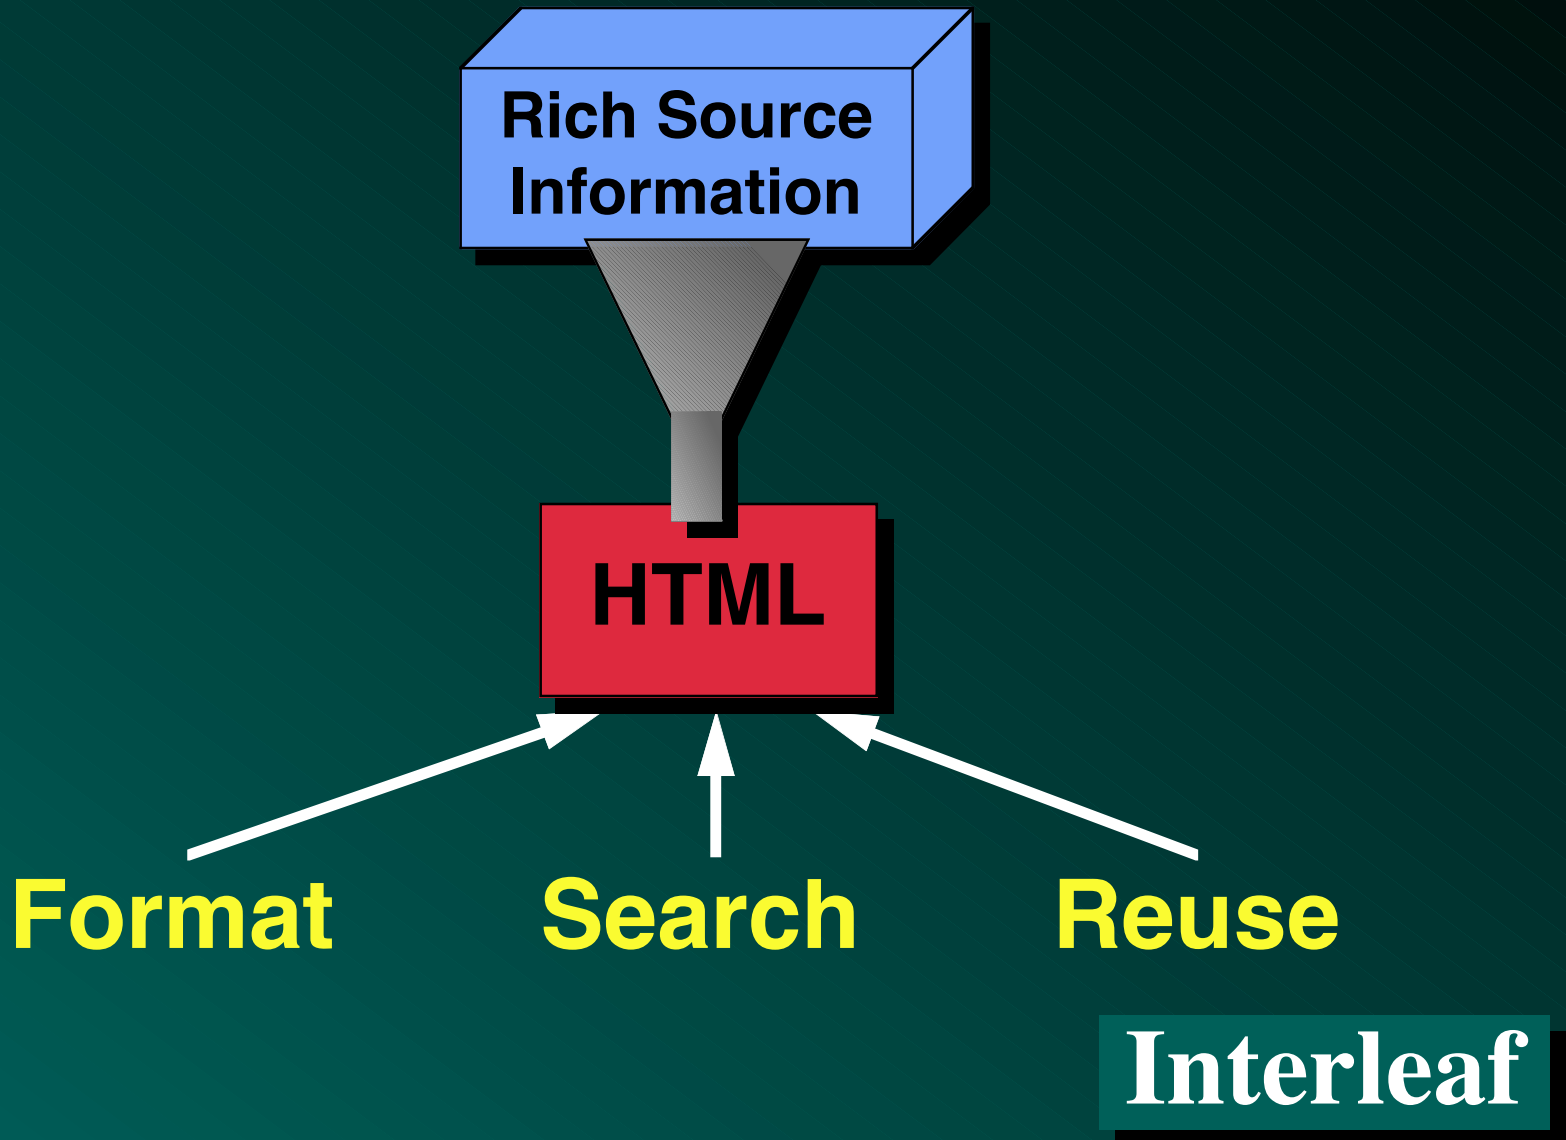 Rich Source
Information
HTML
Format Search Reuse
Interleaf